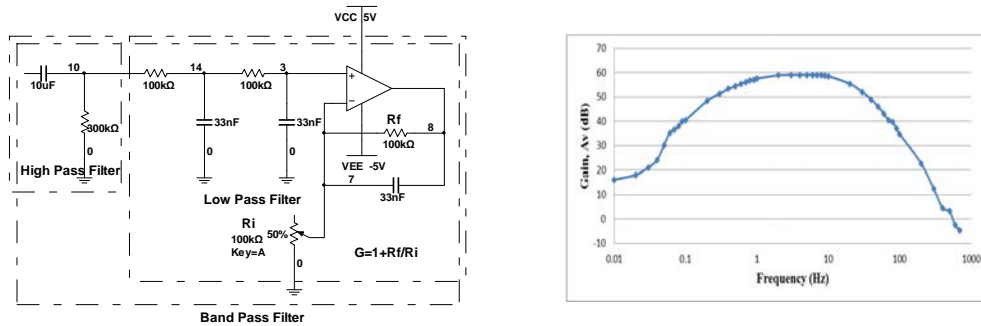 VCC 5V
10
14
3
10uF
100kΩ
100kΩ
300kΩ
33nF
33nF
Rf
8
100kΩ
0
0
0
VEE -5V
7
High Pass Filter
Low Pass Filter
33nF
Ri
50%
100kΩ
Key=A
0
G=1+Rf/Ri
Band Pass Filter
Gain, Av (dB)
70
60
50
40
30
20
10
0
-10
0.01 0.1 1 10 100 1000
Frequency (Hz)